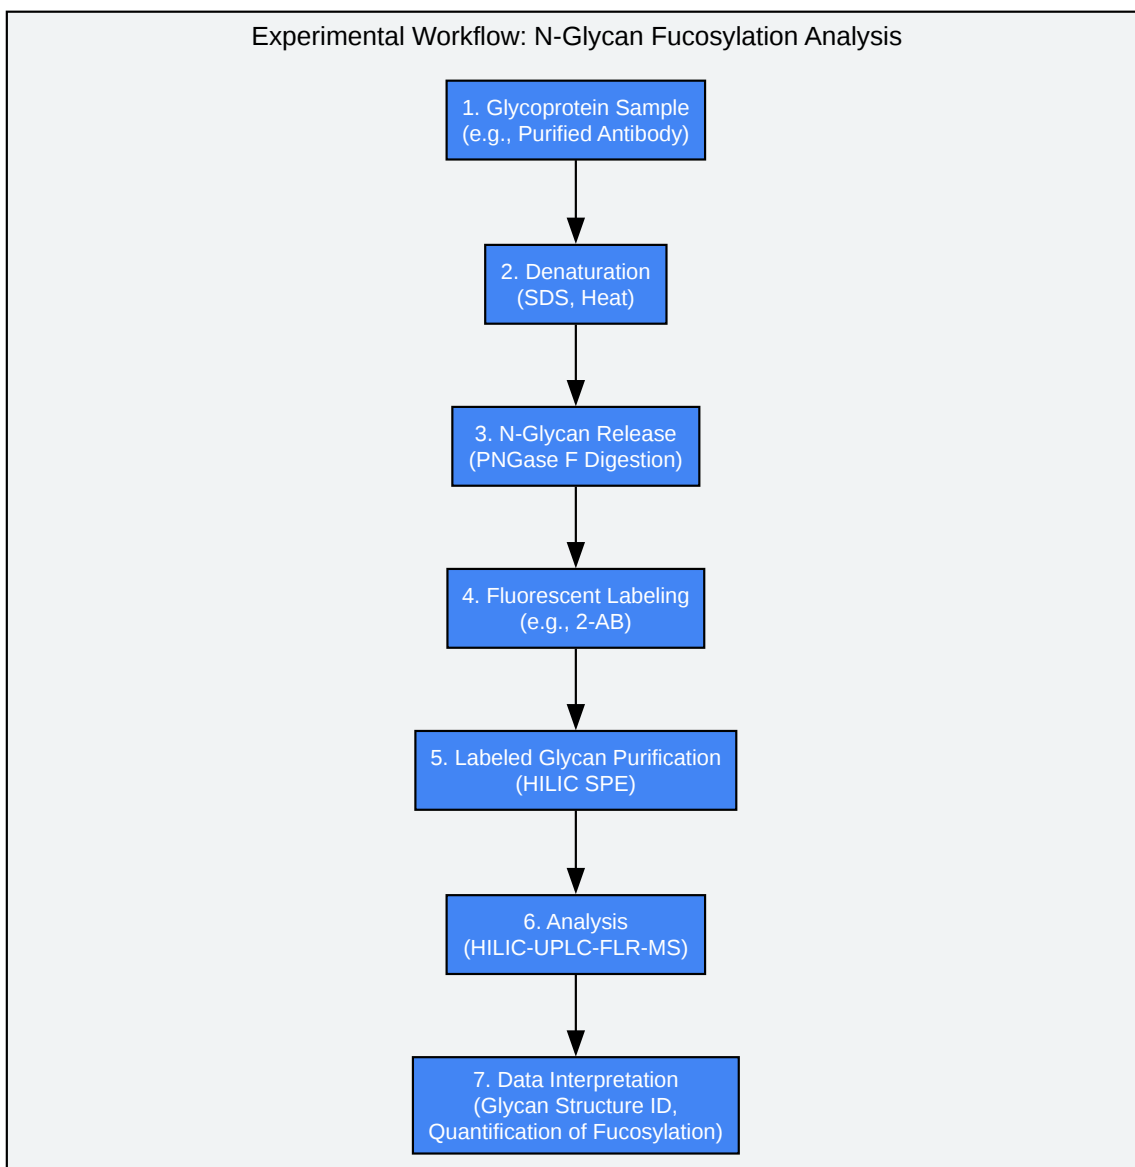 Experimental Workflow: N-Glycan Fucosylation Analysis
1. Glycoprotein Sample
(e.g., Purified Antibody)
2. Denaturation
(SDS, Heat)
3. N-Glycan Release
(PNGase F Digestion)
4. Fluorescent Labeling
(e.g., 2-AB)
5. Labeled Glycan Purification
(HILIC SPE)
6. Analysis
(HILIC-UPLC-FLR-MS)
7. Data Interpretation
(Glycan Structure ID,
Quantification of Fucosylation)